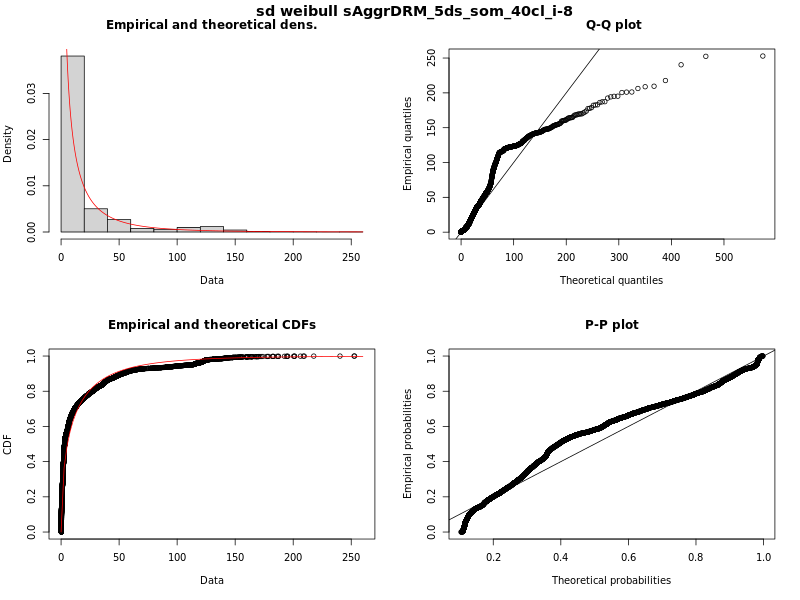 sd weibull sAggrDRM_5ds_som_40cl_i-8
Empirical and theoretical dens.
Density
0.00 0.01 0.02 0.03
0 50 100 150 200 250
Data
Q-Q plot
Empirical quantiles
0 50 100 150 200 250
0 100 200 300 400 500
Theoretical quantiles
Empirical and theoretical CDFs
CDF
0.0 0.2 0.4 0.6 0.8 1.0
0 50 100 150 200 250
Data
P-P plot
Empirical probabilities
0.0 0.2 0.4 0.6 0.8 1.0
0.2 0.4 0.6 0.8 1.0
Theoretical probabilities